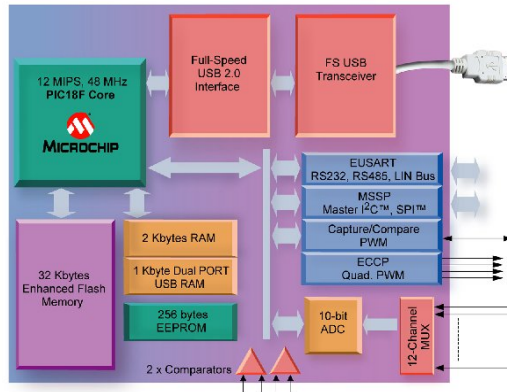 12 MIPS, 48 MHz
PIC18F Core
MICROCHIP
Full-Speed
USB 2.0
Interface
FS USB
Transceiver
EUSART
RS232, RS485, LIN Bus
MSSP
Master I²C™, SPI™
Capture/Compare
PWM
ECCP
Quad. PWM
32 Kbytes
Enhanced Flash
Memory
2 Kbytes RAM
1 Kbyte Dual PORT
USB RAM
256 bytes
EEPROM
10-bit
ADC
12-Channel
MUX
2 x Comparators